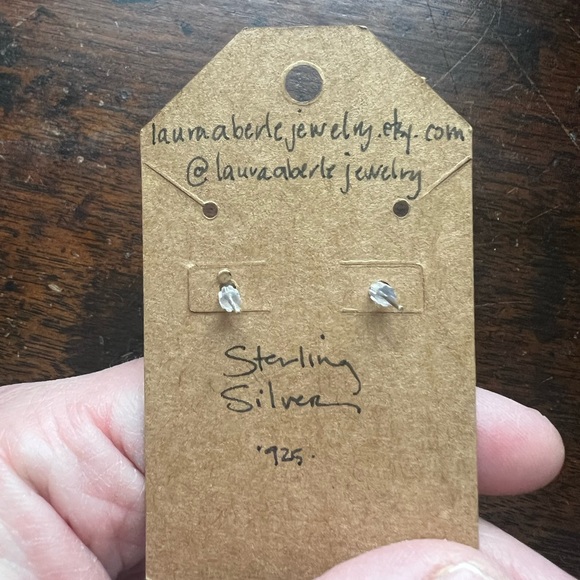 lauraaberlejewelry.etsy.com
@lauraaberlejewelry
Sterling
Silver
.925.